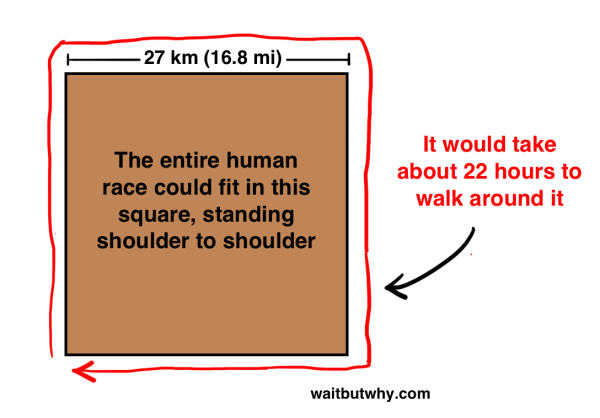 27 km (16.8 mi)
The entire human
race could fit in this
square, standing
shoulder to shoulder
It would take
about 22 hours to
walk around it
waitbutwhy.com